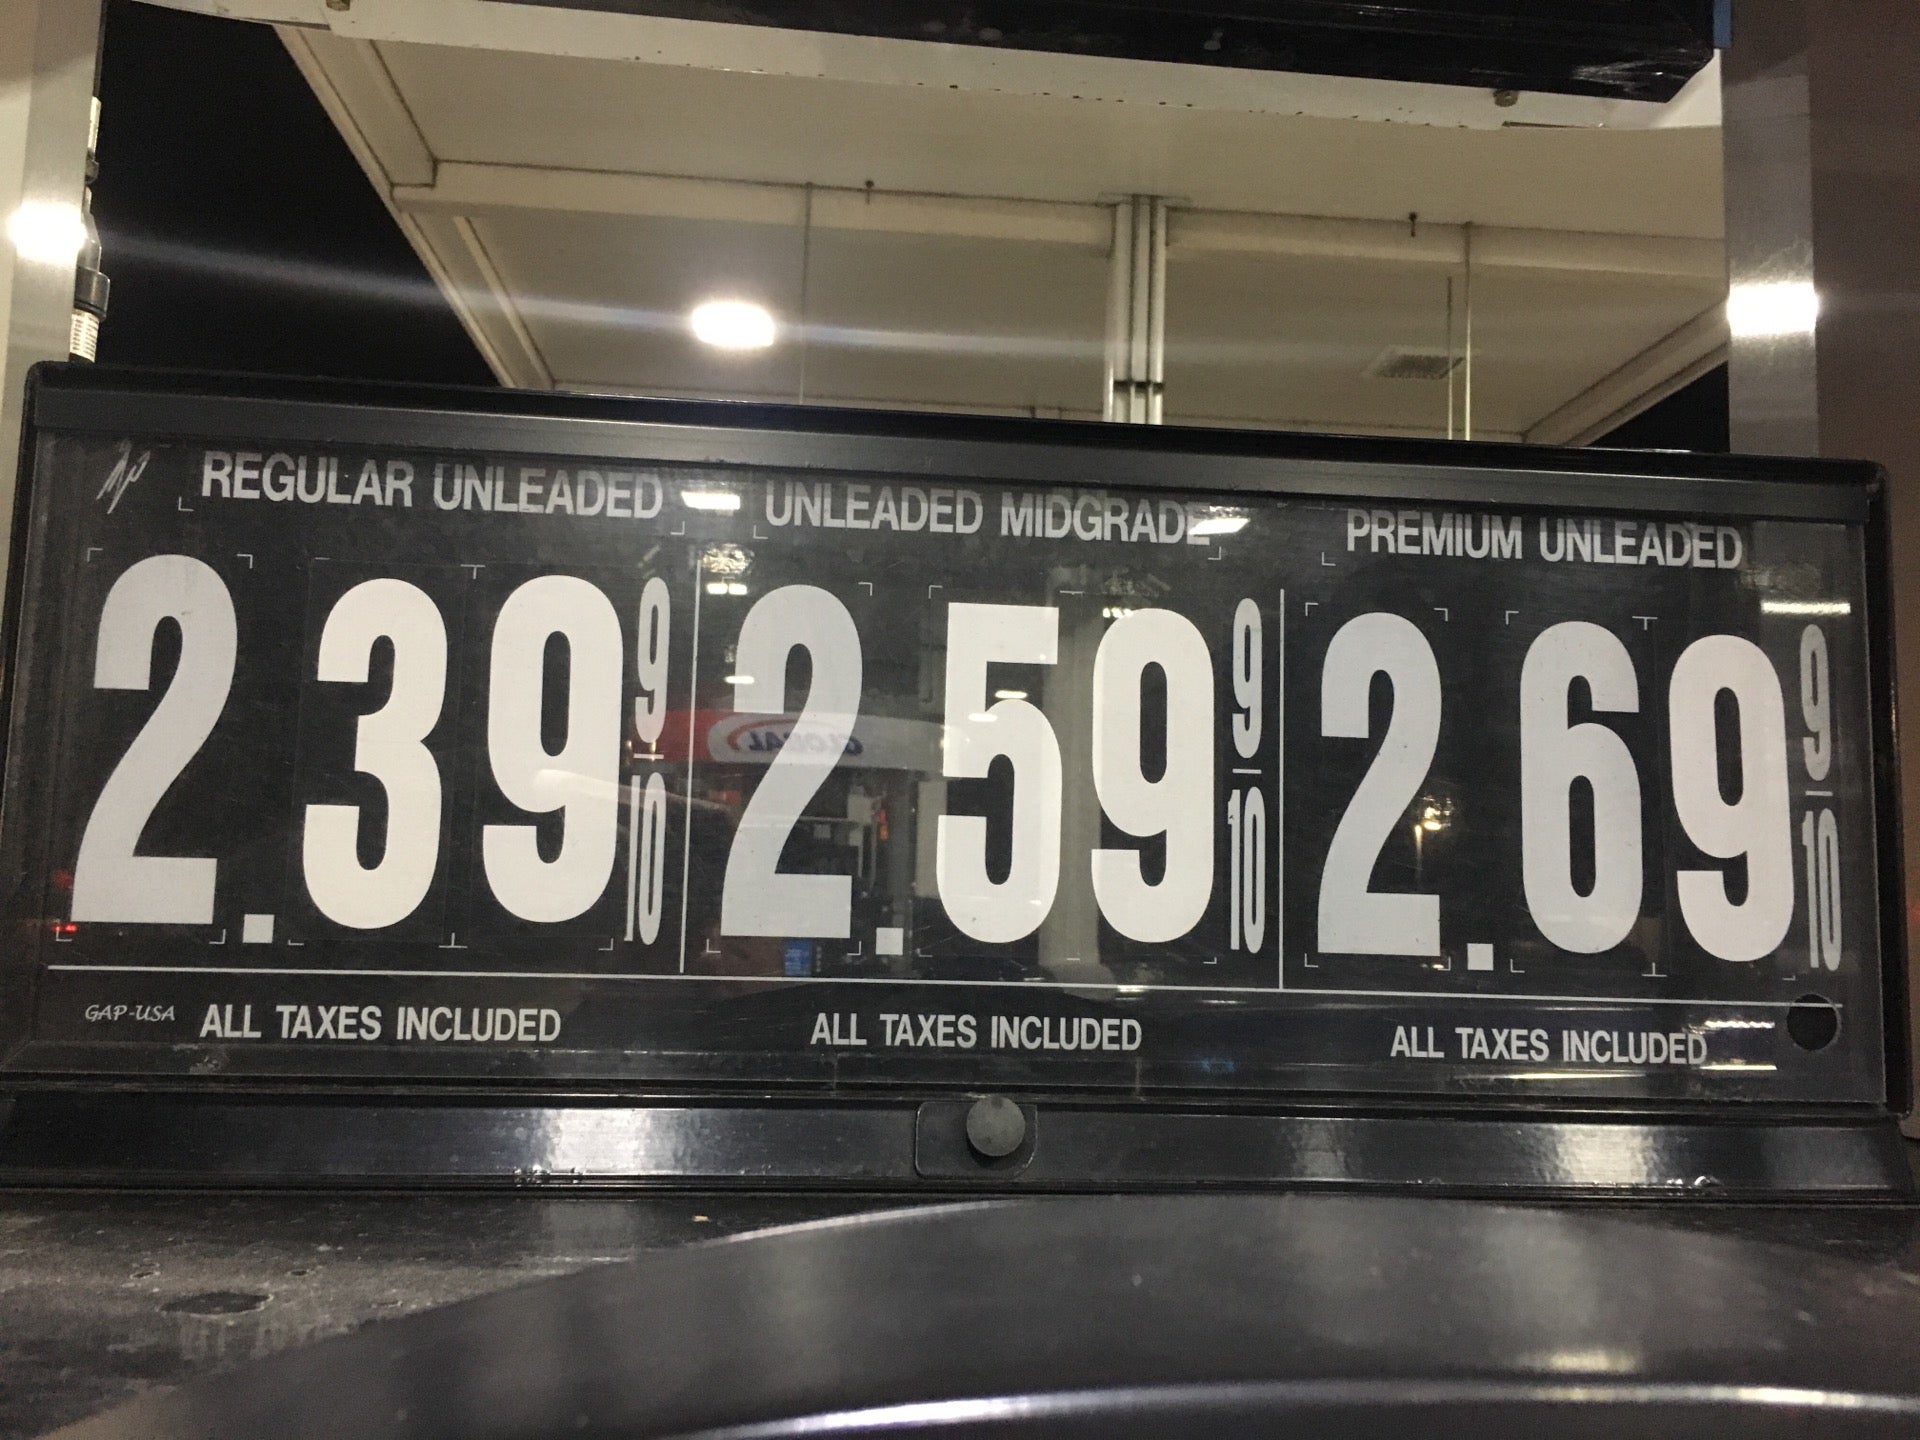 REGULAR UNLEADED UNLEADED MIDGRADE PREMIUM UNLEADED
2.39 9/10 2.59 9/10 2.69 9/10
GLOBAL
GAP-USA ALL TAXES INCLUDED ALL TAXES INCLUDED ALL TAXES INCLUDED